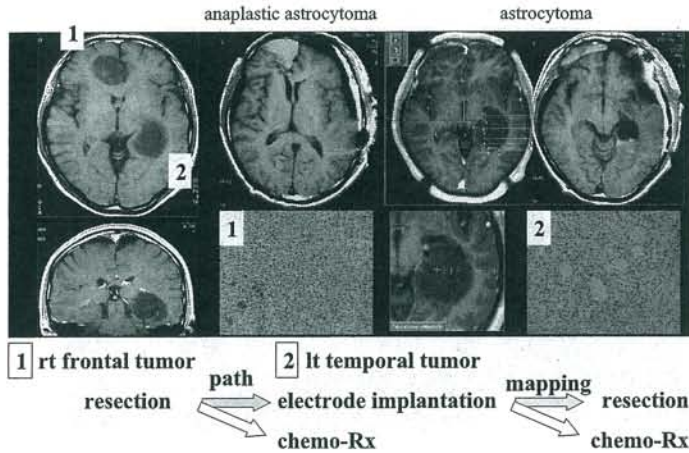 anaplastic astrocytoma
astrocytoma
1
2
1
2
1 rt frontal tumor
2 lt temporal tumor
path
mapping
resection
electrode implantation
resection
chemo-Rx
chemo-Rx